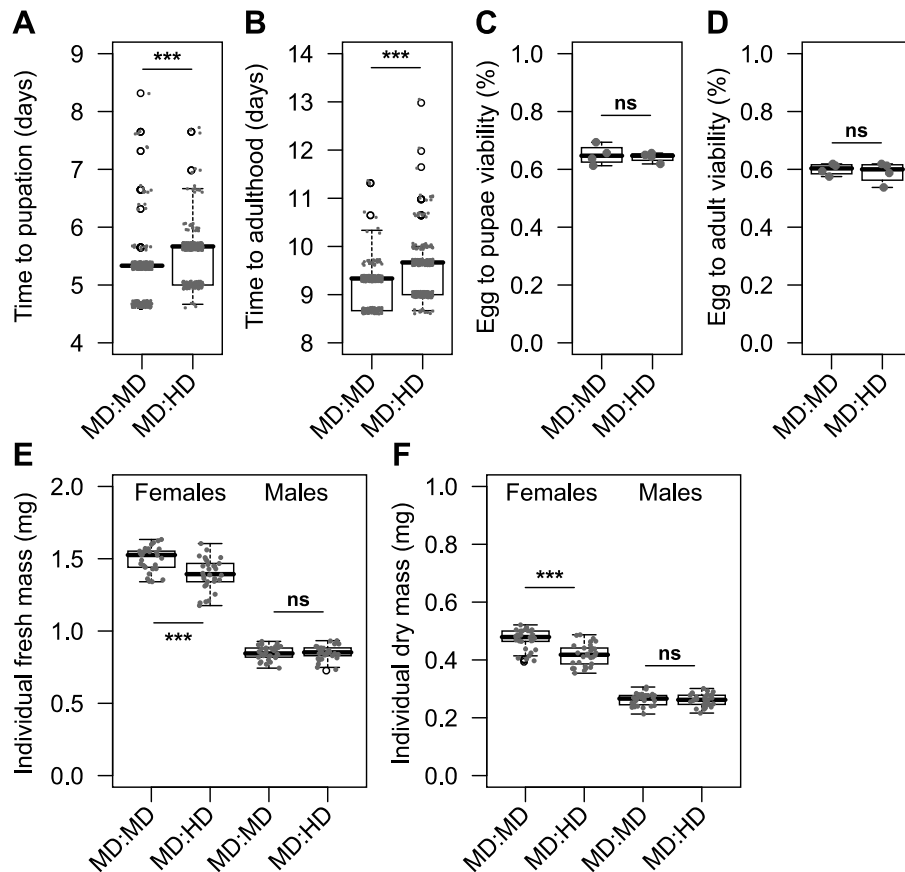 A
B
C
D
Time to pupation (days)
9
8
7
6
5
4
***
MD:MD
MD:HD
Time to adulthood (days)
14
13
12
11
10
9
8
***
MD:MD
MD:HD
Egg to pupae viability (%)
1.0
0.8
0.6
0.4
0.2
0.0
ns
MD:MD
MD:HD
Egg to adult viability (%)
1.0
0.8
0.6
0.4
0.2
0.0
ns
MD:MD
MD:HD
E
F
Individual fresh mass (mg)
2.0
1.5
1.0
0.5
0.0
Females
Males
***
ns
MD:MD
MD:HD
MD:MD
MD:HD
Individual dry mass (mg)
1.0
0.8
0.6
0.4
0.2
0.0
Females
Males
***
ns
MD:MD
MD:HD
MD:MD
MD:HD